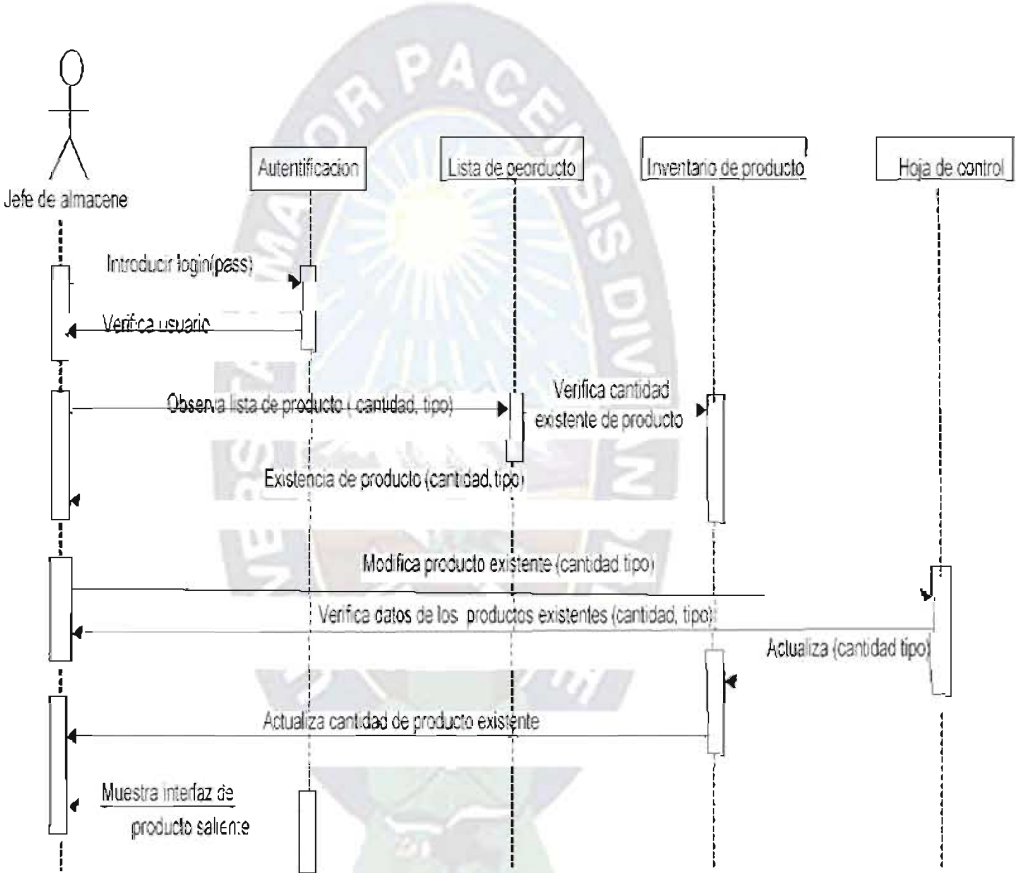 Autentificacion
Lista de peorducto
Inventario de producto
Hoja de control
Jefe de almacene
Introducir login(pass)
Verifica usuario
Observa lista de producto ( cantidad, tipo)
Verifica cantidad
existente de producto
Existencia de producto (cantidad,tipo)
Modifica producto existente (cantidad tipo)
Verifica datos de los productos existentes (cantidad, tipo)
Actualiza (cantidad tipo)
Actualiza cantidad de producto existente
Muestra interfaz de
producto saliente
MAYOR PACENSIS DIV